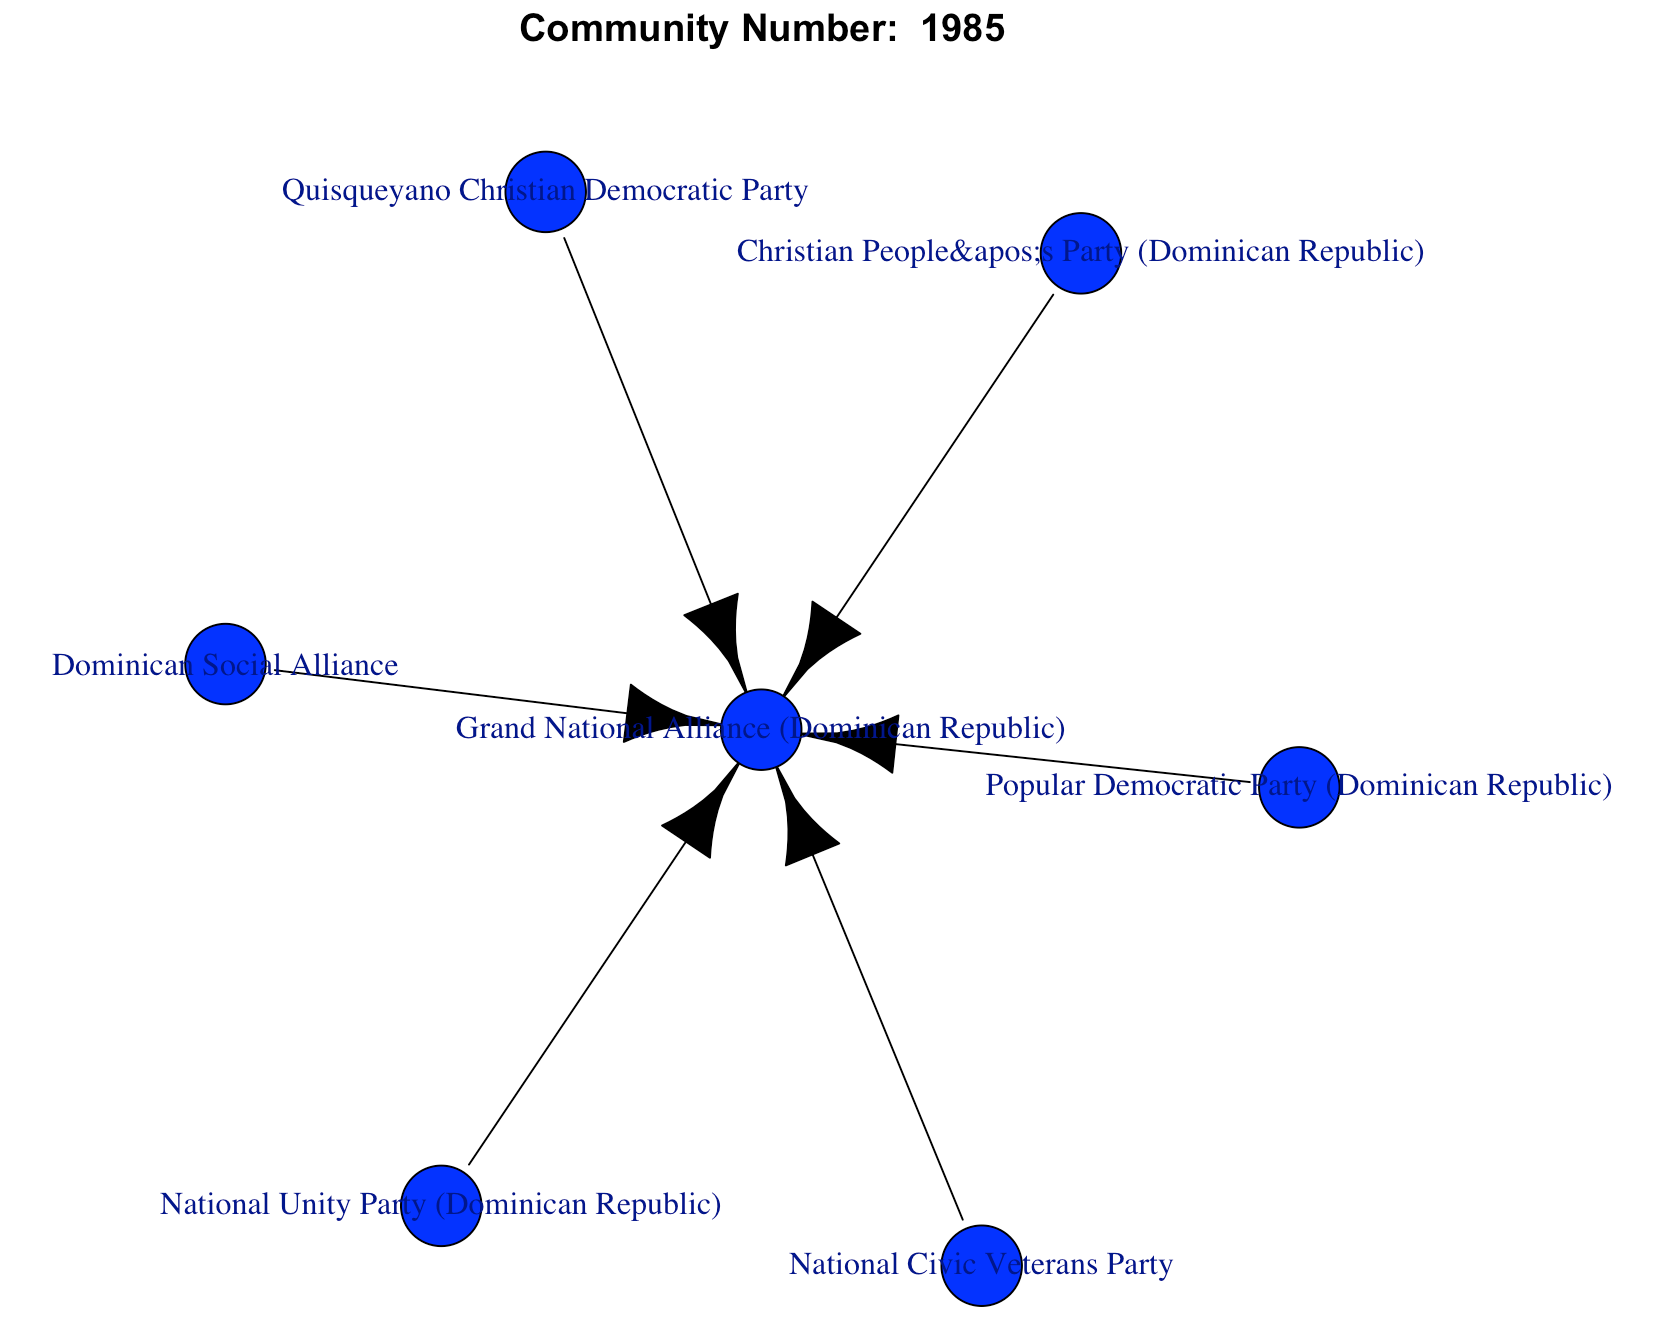 Community Number:  1985
Quisqueyano Christian Democratic Party
Christian People&apos;s Party (Dominican Republic)
Dominican Social Alliance
Grand National Alliance (Dominican Republic)
Popular Democratic Party (Dominican Republic)
National Unity Party (Dominican Republic)
National Civic Veterans Party